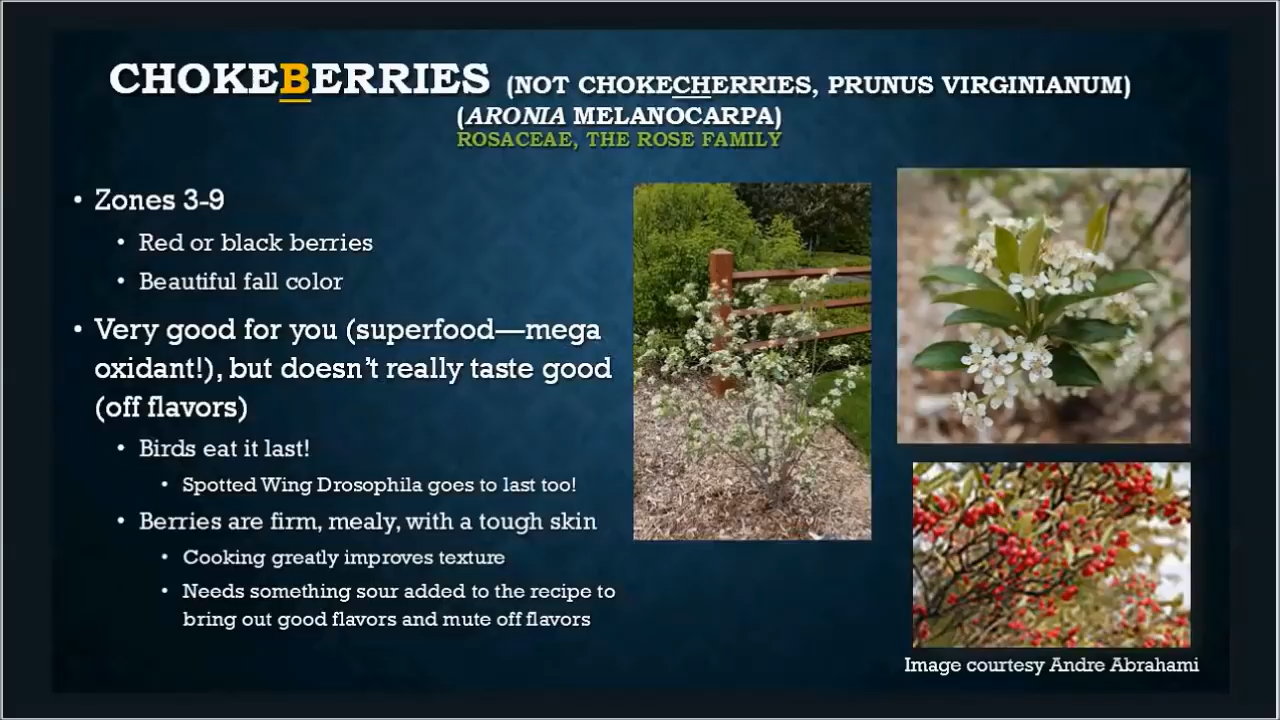 CHOKEBERRIES (NOT CHOKECHERRIES, PRUNUS VIRGINIANUM)
(ARONIA MELANOCARPA)
ROSACEAE, THE ROSE FAMILY
• Zones 3-9
• Red or black berries
• Beautiful fall color
• Very good for you (superfood—mega
oxidant!), but doesn't really taste good
(off flavors)
• Birds eat it last!
• Spotted Wing Drosophila goes to last too!
• Berries are firm, mealy, with a tough skin
• Cooking greatly improves texture
• Needs something sour added to the recipe to
bring out good flavors and mute off flavors
Image courtesy Andre Abrahami